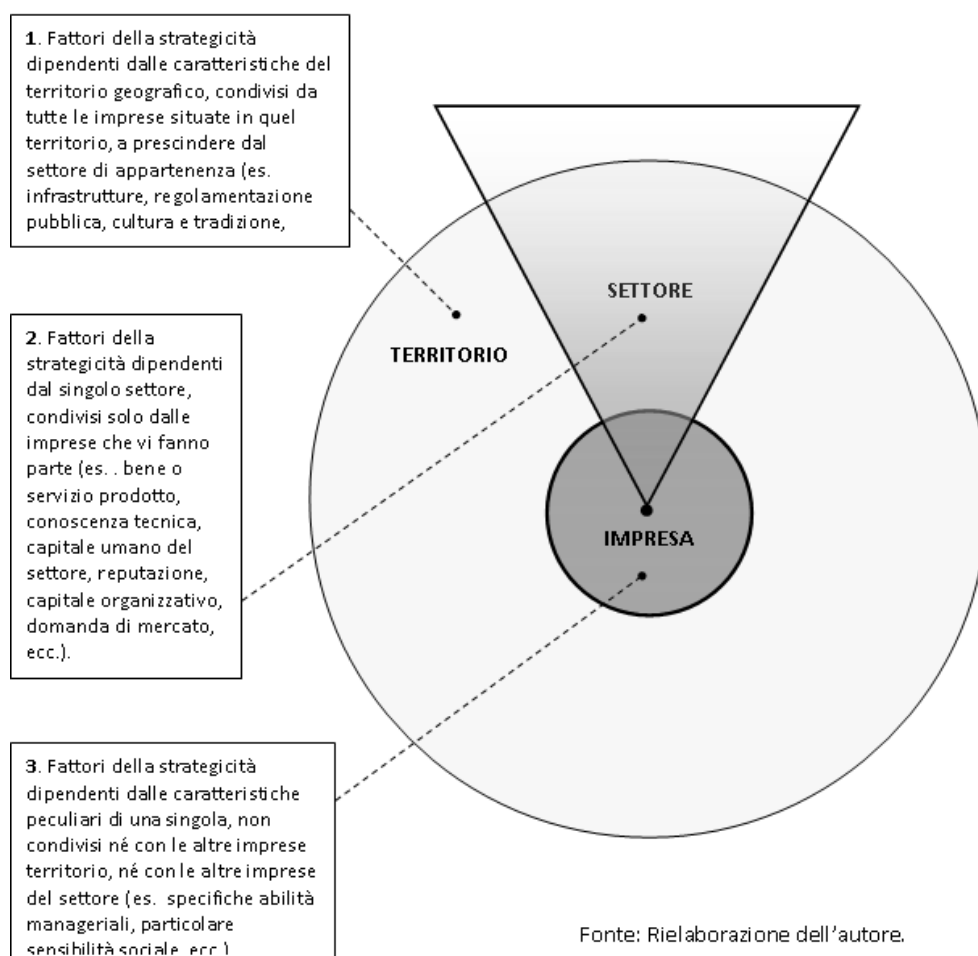 1. Fattori della strategicità
dipendenti dalle caratteristiche del
territorio geografico, condivisi da
tutte le imprese situate in quel
territorio, a prescindere dal
settore di appartenenza (es.
infrastrutture, regolamentazione
pubblica, cultura e tradizione,
SETTORE
TERRITORIO
2. Fattori della
strategicità dipendenti
dal singolo settore,
condivisi solo dalle
imprese che vi fanno
parte (es. . bene o
servizio prodotto,
conoscenza tecnica,
capitale umano del
settore, reputazione,
capitale organizzativo,
domanda di mercato,
ecc.).
IMPRESA
3. Fattori della strategicità
dipendenti dalle caratteristiche
peculiari di una singola, non
condivisi né con le altre imprese
territorio, né con le altre imprese
del settore (es. specifiche abilità
manageriali, particolare
sensibilità sociale, ecc.)
Fonte: Rielaborazione dell'autore.